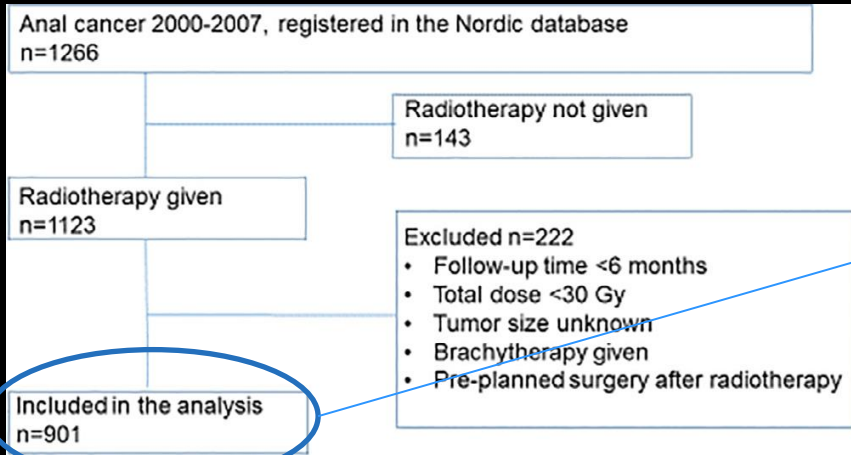 Anal cancer 2000-2007, registered in the Nordic database
n=1266
Radiotherapy not given
n=143
Radiotherapy given
n=1123
Excluded n=222
• Follow-up time <6 months
• Total dose <30 Gy
• Tumor size unknown
• Brachytherapy given
• Pre-planned surgery after radiotherapy
Included in the analysis
n=901